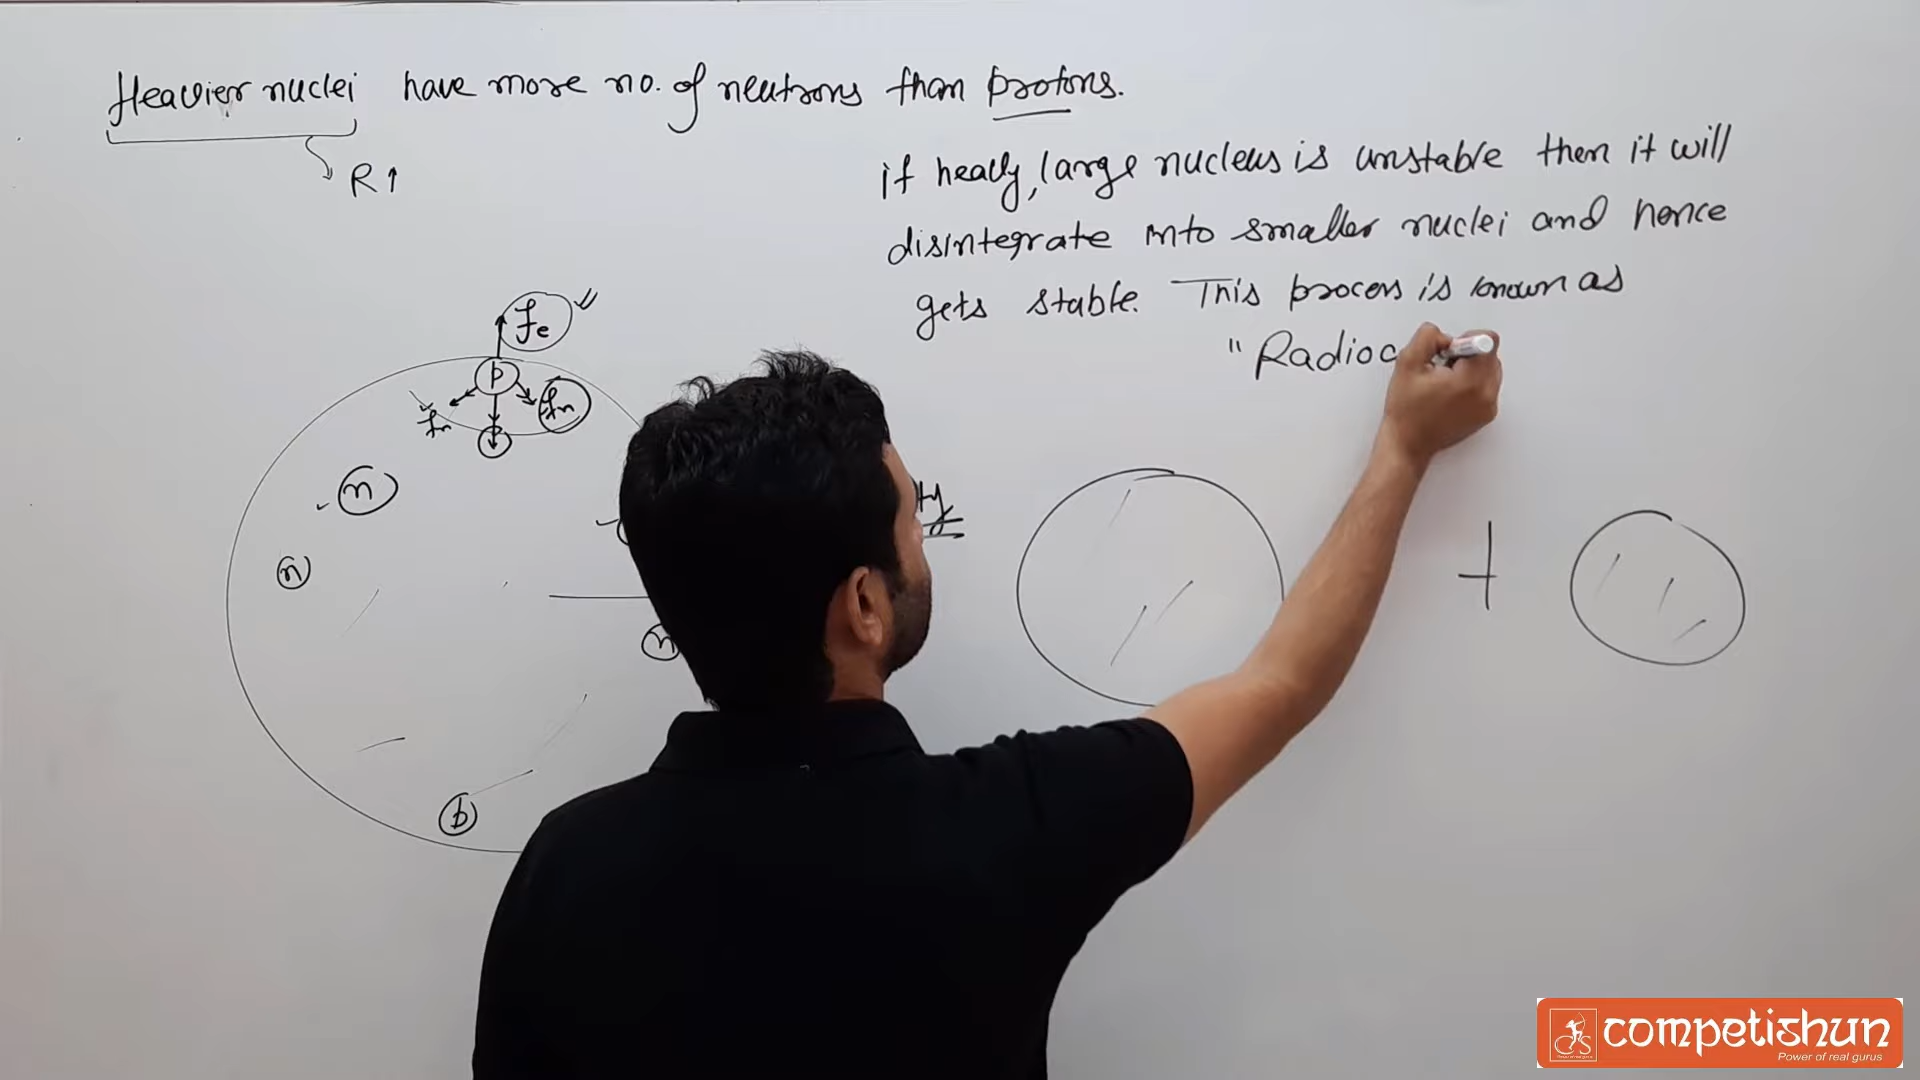 Heavier nuclei have more no. of neutrons than protons.
R↑
if heavy, large nucleus is unstable then it will
disintegrate into smaller nuclei and hence
gets stable. This process is known as
"Radioa
fe
P
fn
fn
n
n
n
p
ty
+
competishun
Power of real gurus